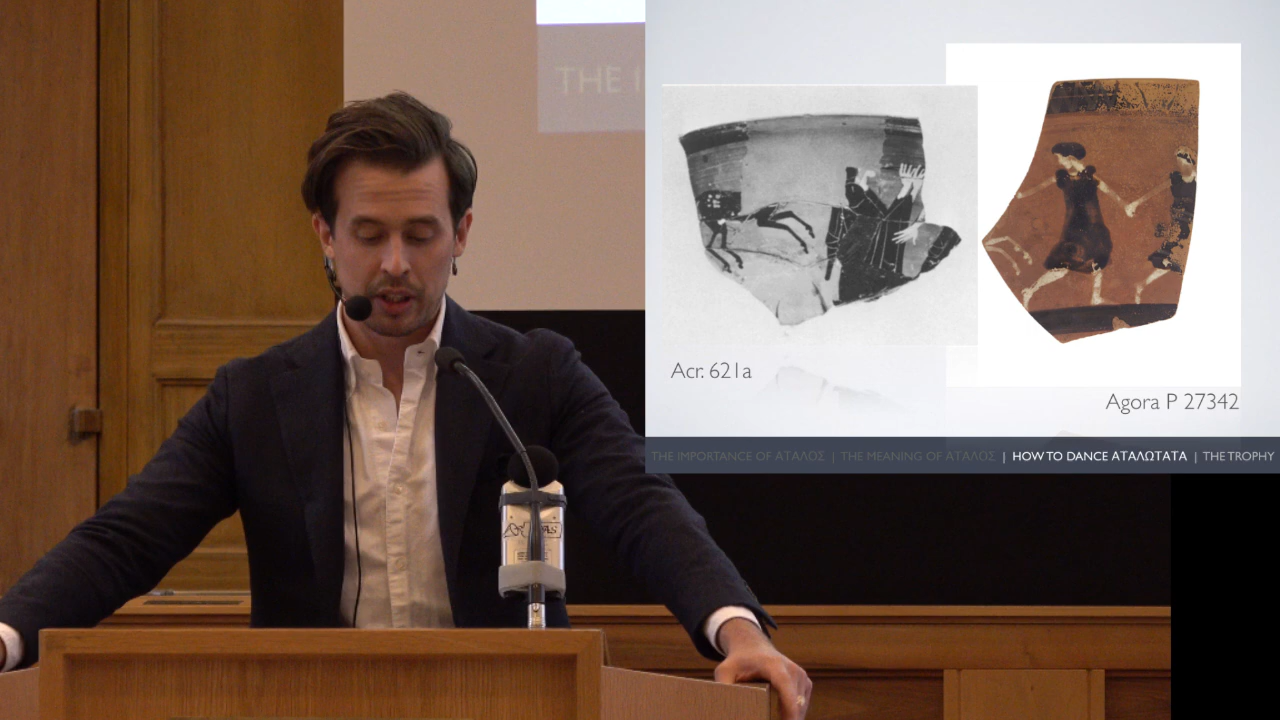 THE I
Acr. 621a
Agora P 27342
THE IMPORTANCE OF ΑΤΑΛΟΣ | THE MEANING OF ΑΤΑΛΟΣ | HOW TO DANCE ΑΤΑΛΩΤΑΤΑ | THE TROPHY